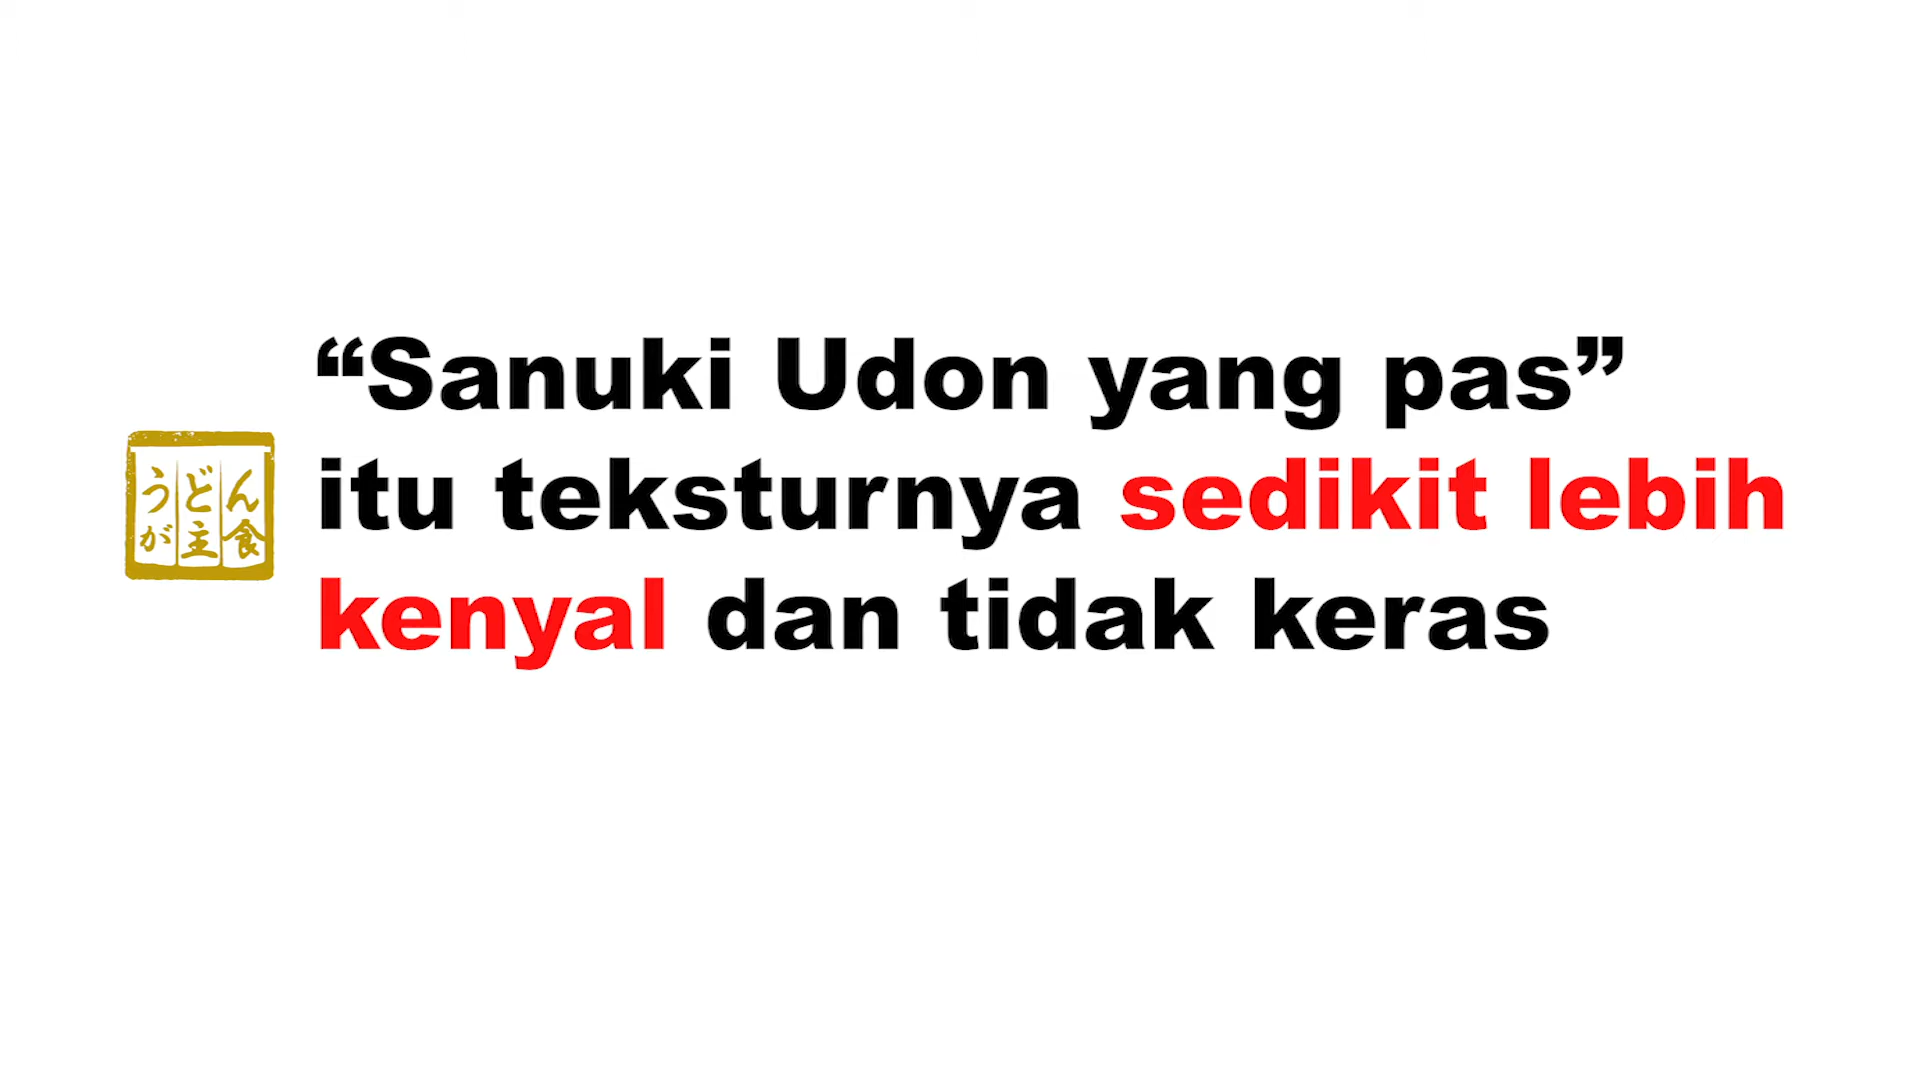 うどん
が主食
“Sanuki Udon yang pas”
itu teksturnya sedikit lebih
kenyal dan tidak keras